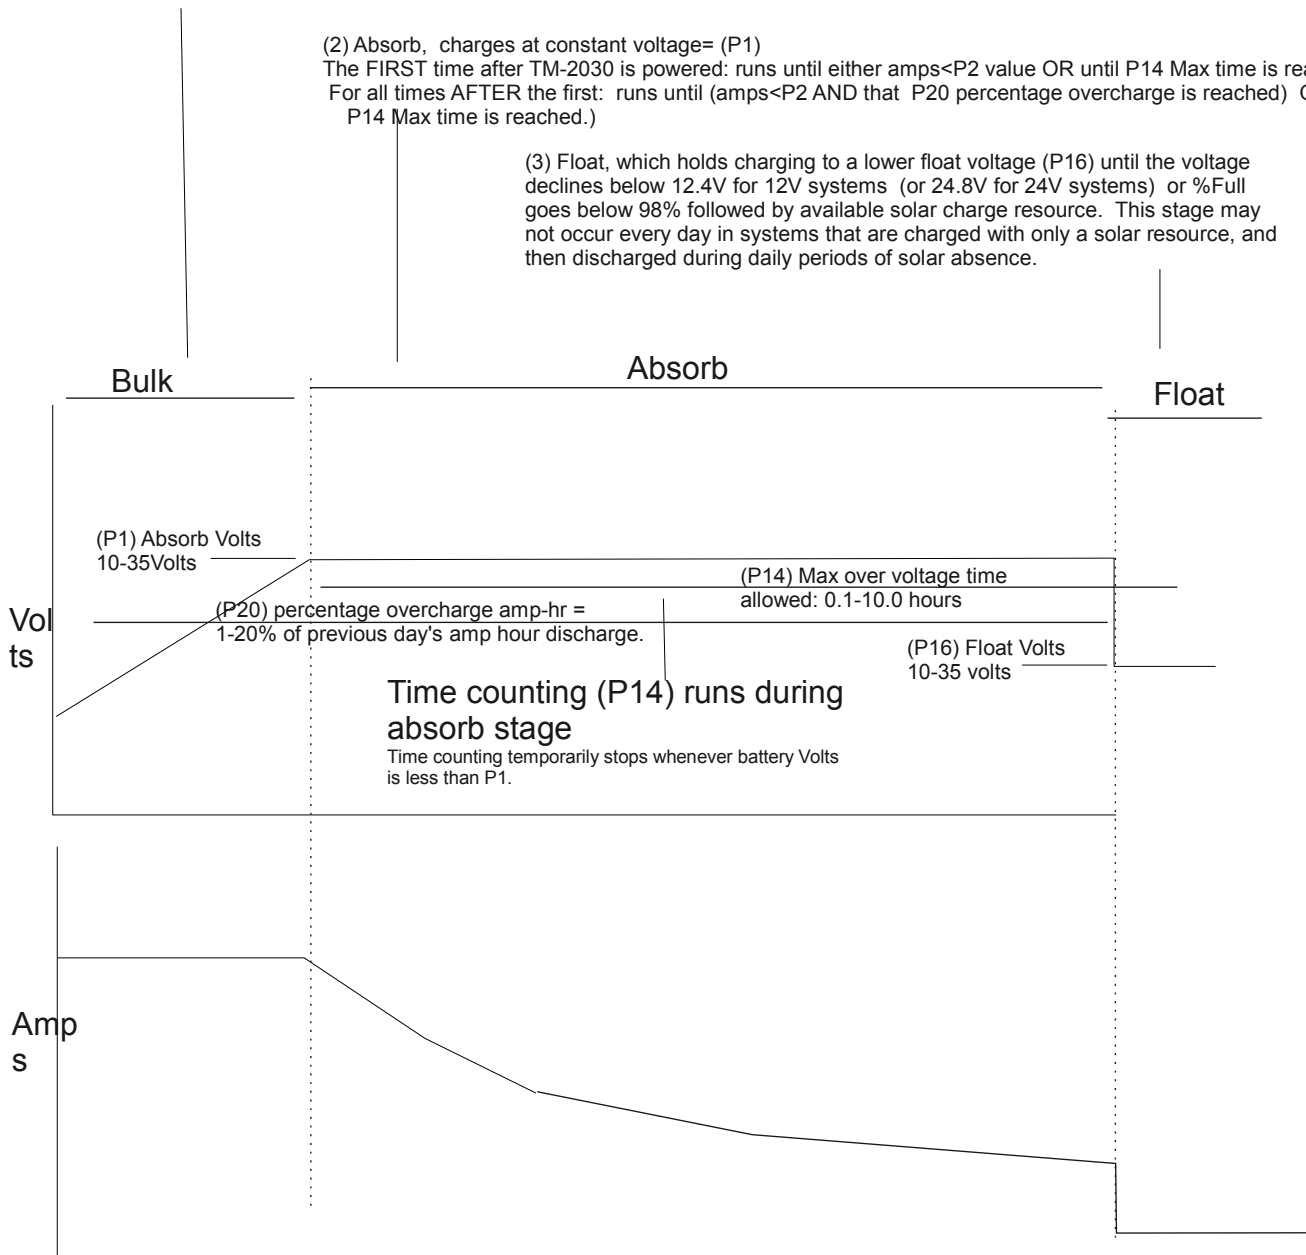 (2) Absorb, charges at constant voltage= (P1)
The FIRST time after TM-2030 is powered: runs until either amps<P2 value OR until P14 Max time is
For all times AFTER the first: runs until (amps<P2 AND that P20 percentage overcharge is reached)
P14 Max time is reached.)
(3) Float, which holds charging to a lower float voltage (P16) until the voltage
declines below 12.4V for 12V systems (or 24.8V for 24V systems) or %Full
goes below 98% followed by available solar charge resource. This stage may
not occur every day in systems that are charged with only a solar resource, and
then discharged during daily periods of solar absence.
Bulk
Absorb
Float
(P1) Absorb Volts
10-35Volts
(P14) Max over voltage time
allowed: 0.1-10.0 hours
(P20) percentage overcharge amp-hr =
1-20% of previous day's amp hour discharge.
Vol
ts
(P16) Float Volts
10-35 volts
Time counting (P14) runs during
absorb stage
Time counting temporarily stops whenever battery Volts
is less than P1.
Amp
s